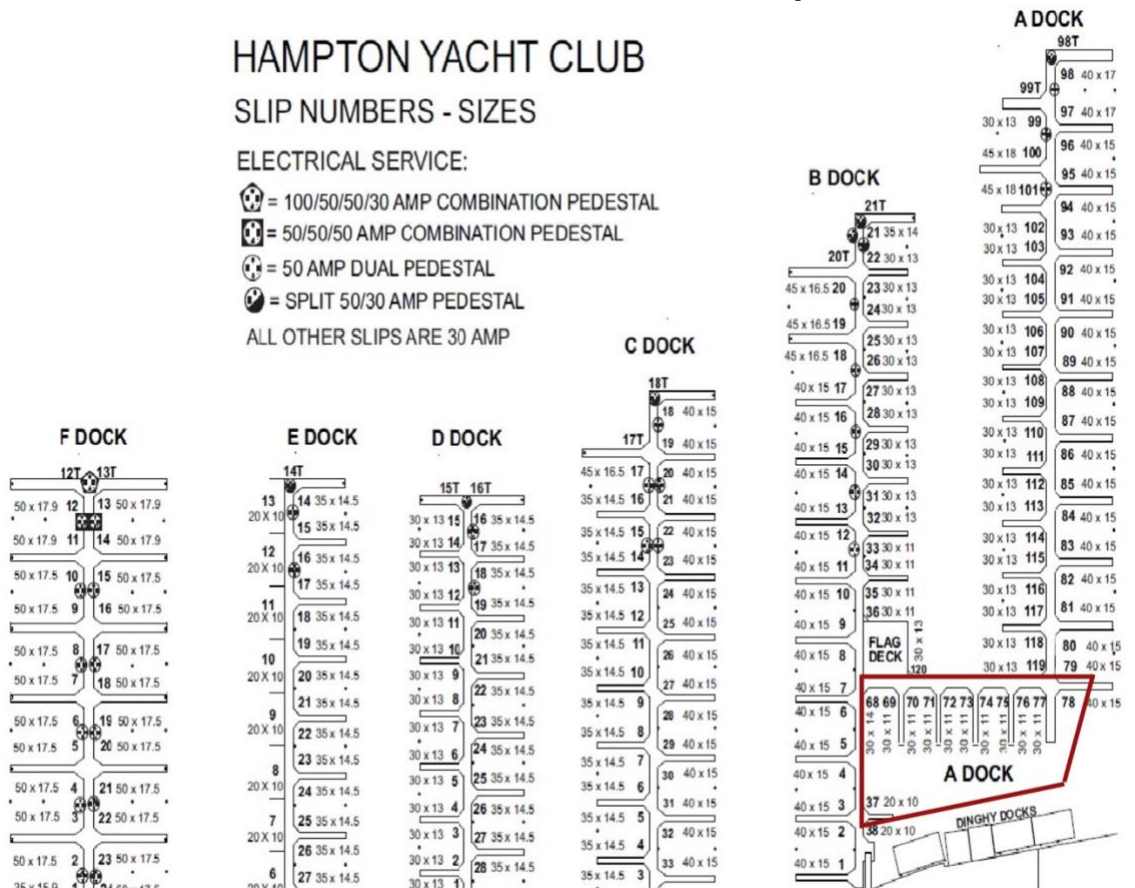 HAMPTON YACHT CLUB
SLIP NUMBERS - SIZES
ELECTRICAL SERVICE:
= 100/50/50/30 AMP COMBINATION PEDESTAL
= 50/50/50 AMP COMBINATION PEDESTAL
= 50 AMP DUAL PEDESTAL
= SPLIT 50/30 AMP PEDESTAL
ALL OTHER SLIPS ARE 30 AMP
F DOCK
12T 13T
50 x 17.9 12 13 50 x 17.9
50 x 17.9 11 14 50 x 17.9
50 x 17.5 10 15 50 x 17.5
50 x 17.5 9 16 50 x 17.5
50 x 17.5 8 17 50 x 17.5
50 x 17.5 7 18 50 x 17.5
50 x 17.5 6 19 50 x 17.5
50 x 17.5 5 20 50 x 17.5
50 x 17.5 4 21 50 x 17.5
50 x 17.5 3 22 50 x 17.5
50 x 17.5 2 23 50 x 17.5
E DOCK
14T
13 14 35 x 14.5
20 X 10 15 35 x 14.5
12 16 35 x 14.5
20 X 10 17 35 x 14.5
11
20 X 10 18 35 x 14.5
19 35 x 14.5
10
20 X 10 20 35 x 14.5
21 35 x 14.5
9
20 X 10 22 35 x 14.5
23 35 x 14.5
8
20 X 10 24 35 x 14.5
7 25 35 x 14.5
20 X 10
26 35 x 14.5
6 27 35 x 14.5
D DOCK
15T 16T
30 x 13 15 16 35 x 14.5
30 x 13 14 17 35 x 14.5
30 x 13 13 18 35 x 14.5
30 x 13 12 19 35 x 14.5
30 x 13 11 20 35 x 14.5
30 x 13 10 21 35 x 14.5
30 x 13 9 22 35 x 14.5
30 x 13 8
30 x 13 7 23 35 x 14.5
30 x 13 6 24 35 x 14.5
30 x 13 5 25 35 x 14.5
30 x 13 4 26 35 x 14.5
30 x 13 3 27 35 x 14.5
30 x 13 2 28 35 x 14.5
30 x 13 1
C DOCK
18T
18 40 x 15
17T 19 40 x 15
45 x 16.5 17 20 40 x 15
35 x 14.5 16 21 40 x 15
35 x 14.5 15 22 40 x 15
35 x 14.5 14 23 40 x 15
35 x 14.5 13 24 40 x 15
35 x 14.5 12 25 40 x 15
35 x 14.5 11 26 40 x 15
35 x 14.5 10 27 40 x 15
35 x 14.5 9 28 40 x 15
35 x 14.5 8 29 40 x 15
35 x 14.5 7 30 40 x 15
35 x 14.5 6 31 40 x 15
35 x 14.5 5 32 40 x 15
35 x 14.5 4 33 40 x 15
35 x 14.5 3
B DOCK
21T
21 35 x 14
20T 22 30 x 13
45 x 16.5 20 23 30 x 13
24 30 x 13
45 x 16.5 19 25 30 x 13
45 x 16.5 18 26 30 x 13
40 x 15 17 27 30 x 13
40 x 15 16 28 30 x 13
40 x 15 15 29 30 x 13
40 x 15 14 30 30 x 13
31 30 x 13
40 x 15 13 32 30 x 13
40 x 15 12 33 30 x 11
40 x 15 11 34 30 x 11
40 x 15 10 35 30 x 11
36 30 x 11
40 x 15 9
40 x 15 8 FLAG DECK 30 x 13
120
40 x 15 7
40 x 15 6
40 x 15 5
40 x 15 4
40 x 15 3 37 20 x 10
40 x 15 2 38 20 x 10
40 x 15 1
A DOCK
98T
98 40 x 17
99T
97 40 x 17
30 x 13 99
96 40 x 15
45 x 18 100
95 40 x 15
45 x 18 101
94 40 x 15
30 x 13 102
93 40 x 15
30 x 13 103
92 40 x 15
30 x 13 104
30 x 13 105 91 40 x 15
30 x 13 106 90 40 x 15
30 x 13 107
89 40 x 15
30 x 13 108
88 40 x 15
30 x 13 109
87 40 x 15
30 x 13 110
30 x 13 111 86 40 x 15
30 x 13 112 85 40 x 15
30 x 13 113
84 40 x 15
30 x 13 114
83 40 x 15
30 x 13 115
82 40 x 15
30 x 13 116
30 x 13 117 81 40 x 15
30 x 13 118 80 40 x 15
30 x 13 119 79 40 x 15
68 69 70 71 72 73 74 75 76 77 78 40 x 15
30 x 14 30 x 11 30 x 11 30 x 11 30 x 11 30 x 11 30 x 11 30 x 11 30 x 11 30 x 11
A DOCK
DINGHY DOCKS